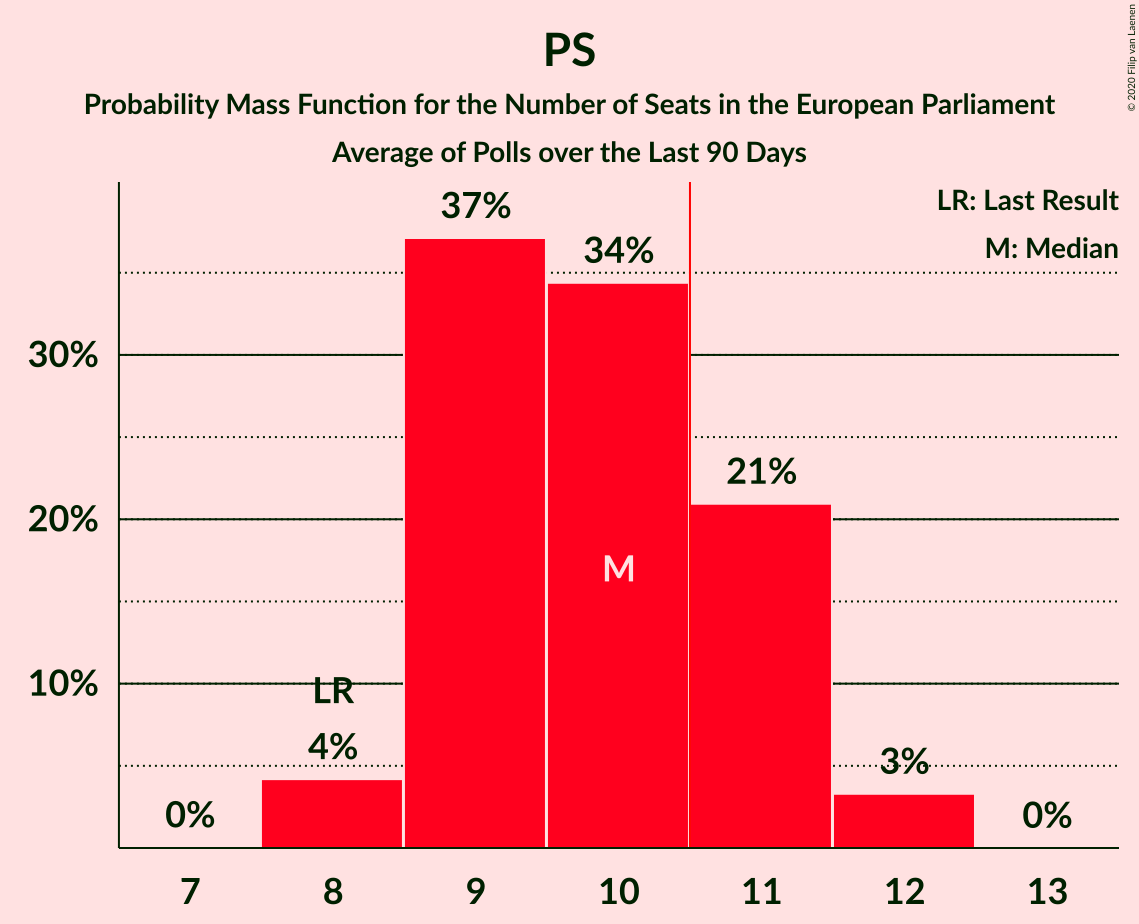 PS
Probability Mass Function for the Number of Seats in the European Parliament
Average of Polls over the Last 90 Days
© 2020 Filip van Laenen
LR: Last Result
M: Median
37%
34%
30%
21%
20%
M
10%
LR
4%
3%
0%
0%
7 8 9 10 11 12 13